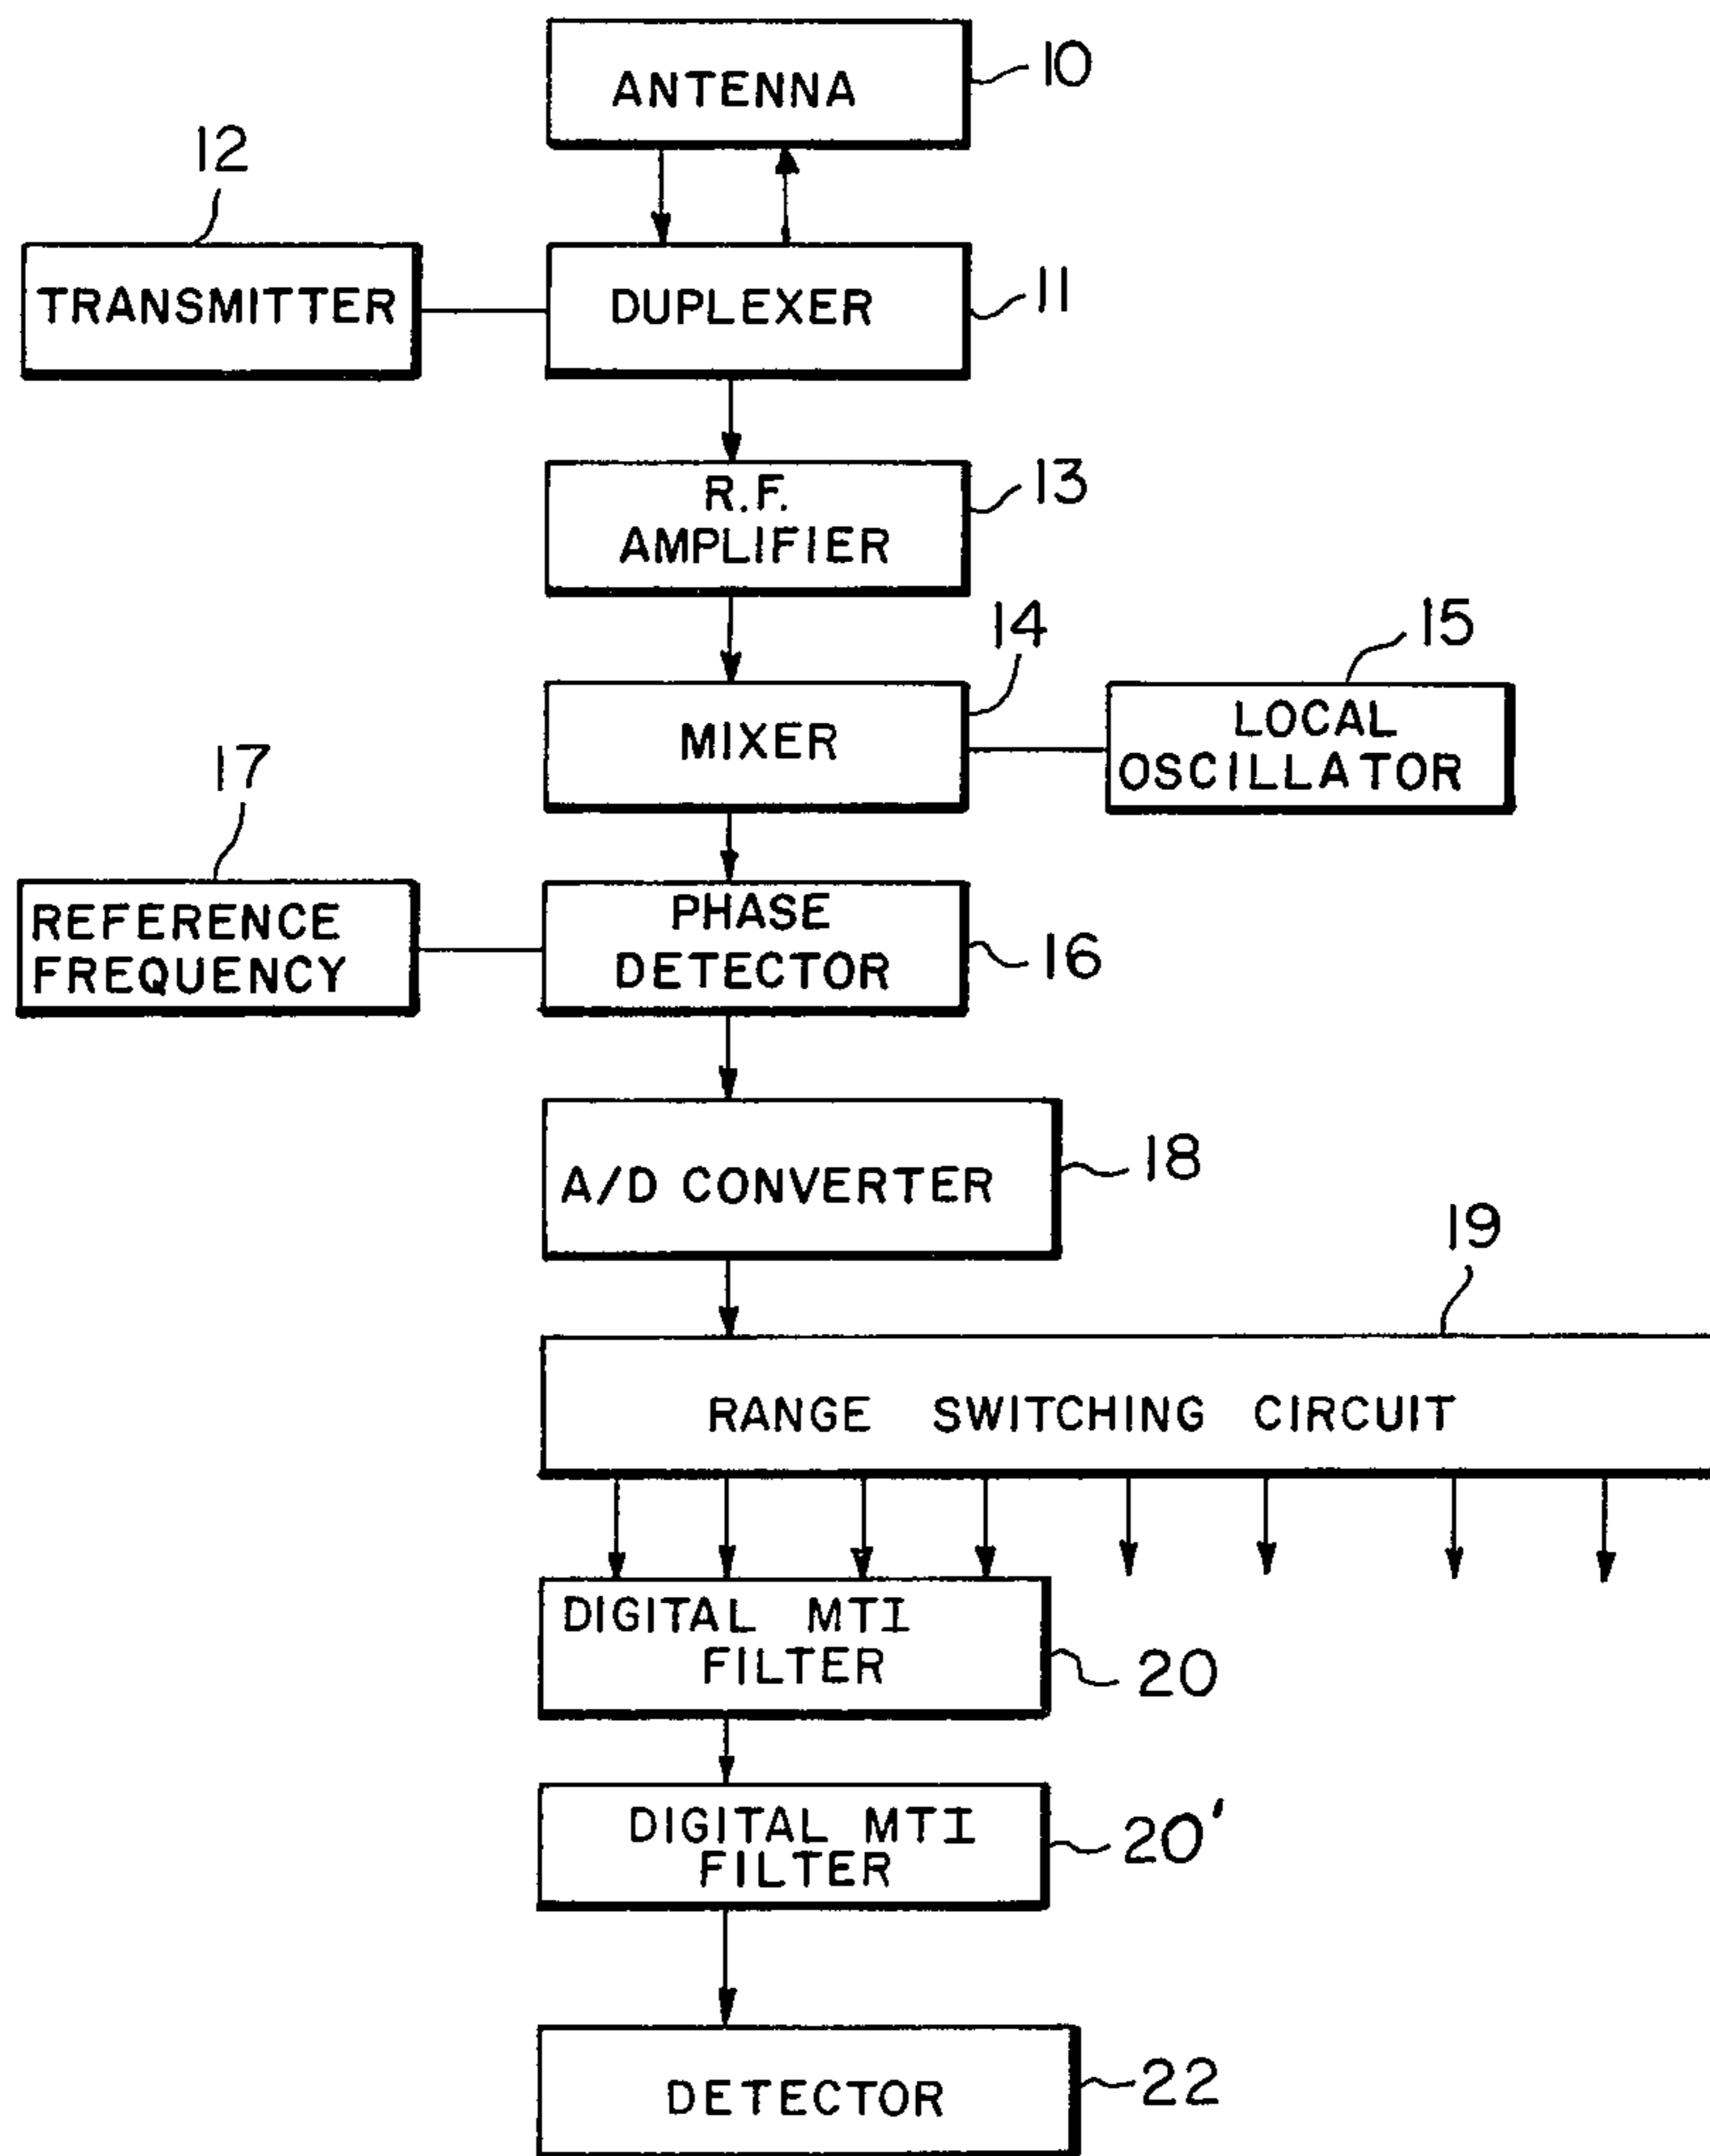 ANTENNA
10
12
TRANSMITTER
DUPLEXER
11
R.F.
AMPLIFIER
13
14
15
MIXER
LOCAL
OSCILLATOR
17
REFERENCE
FREQUENCY
PHASE
DETECTOR
16
A/D CONVERTER
18
19
RANGE SWITCHING CIRCUIT
DIGITAL MTI
FILTER
20
DIGITAL MTI
FILTER
20'
DETECTOR
22